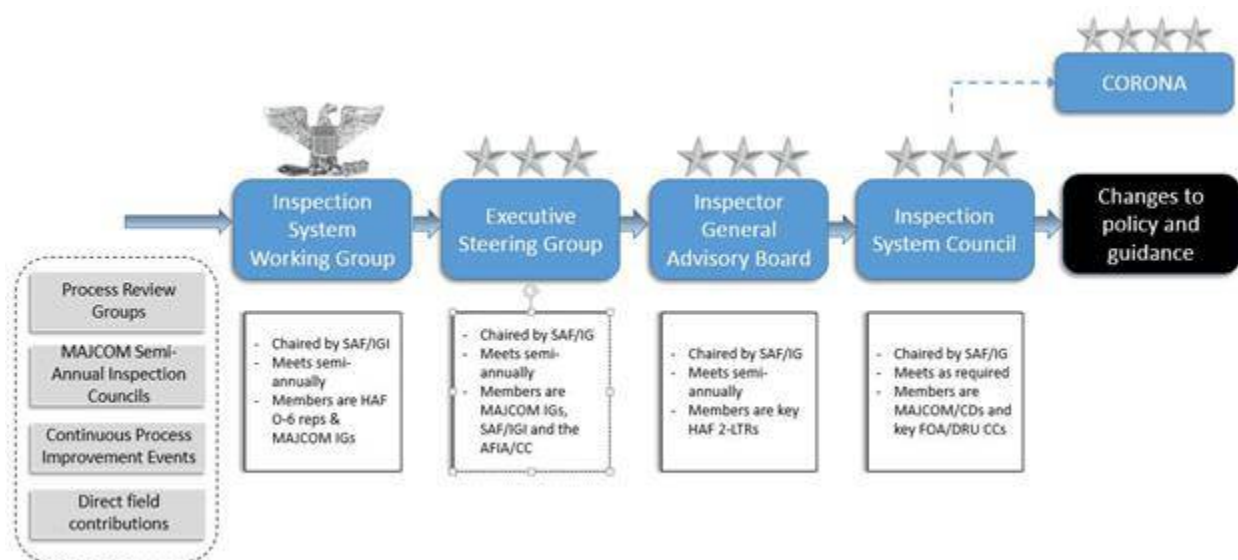 CORONA
Inspection
System
Working Group
Executive
Steering Group
Inspector
General
Advisory Board
Inspection
System Council
Changes to
policy and
guidance
Process Review
Groups
MAJCOM Semi-
Annual Inspection
Councils
Continuous Process
Improvement Events
Direct field
contributions
- Chaired by SAF/IGI
- Meets semi-
annually
- Members are HAF
O-6 reps &
MAJCOM IGs
- Chaired by SAF/IG
- Meets semi-
annually
- Members are
MAJCOM IGs,
SAF/IGI and the
AFIA/CC
- Chaired by SAF/IG
- Meets semi-
annually
- Members are key
HAF 2-LTRs
- Chaired by SAF/IG
- Meets as required
- Members are
MAJCOM/CDs and
key FOA/DRU CCs